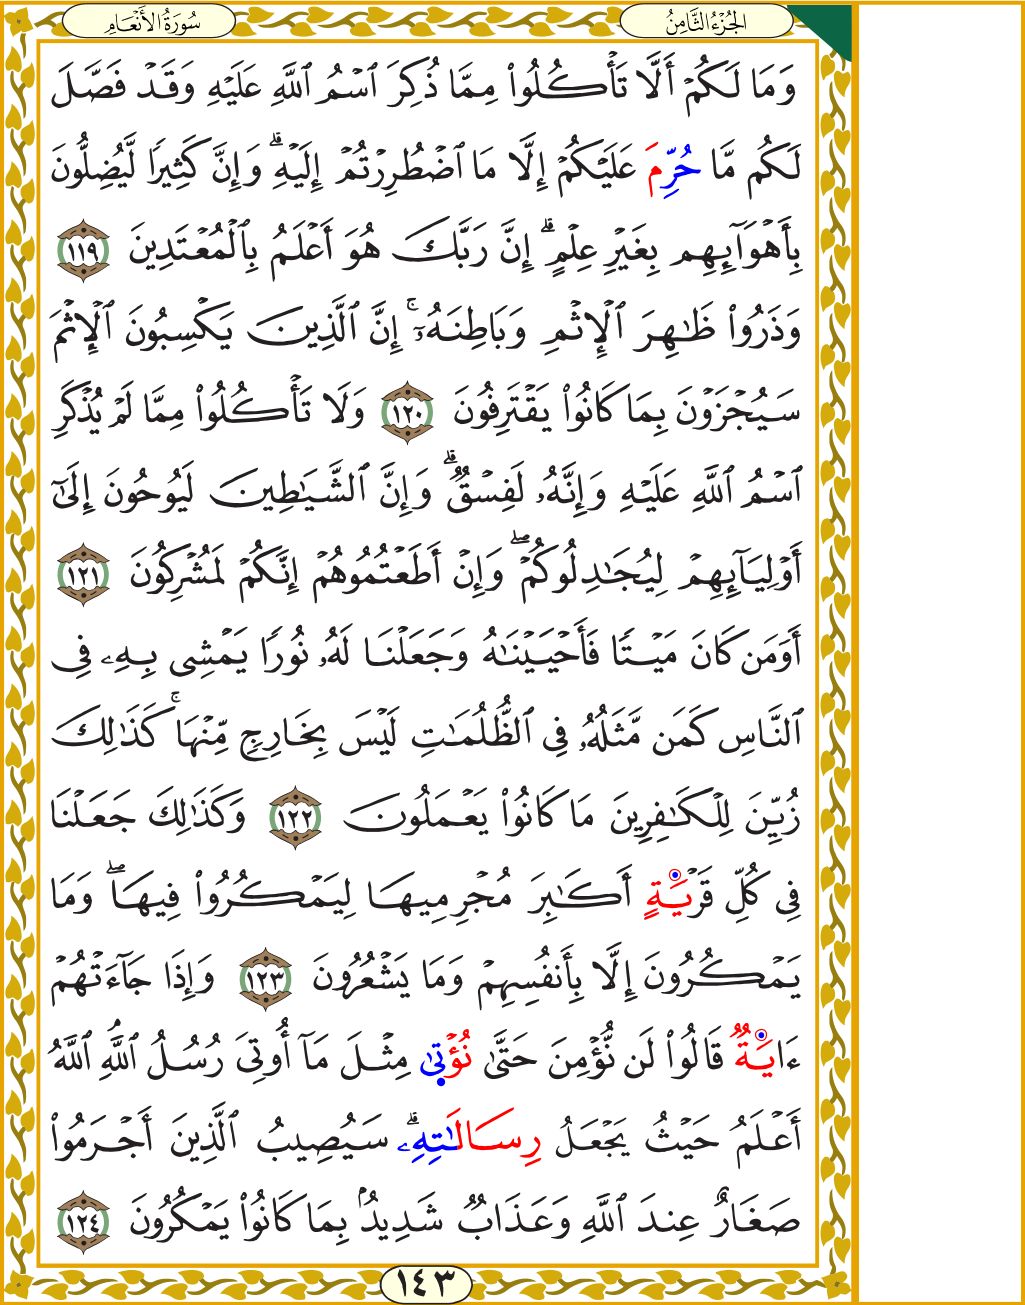 الجُزْءُ الثَّامِنُ
سُورَةُ الأَنْعَامِ
وَمَا لَكُمْ أَلَّا تَأْكُلُوا۟ مِمَّا ذُكِرَ ٱسْمُ ٱللَّهِ عَلَيْهِ وَقَدْ فَصَّلَ
لَكُم مَّا حُرِّمَ عَلَيْكُمْ إِلَّا مَا ٱضْطُرِرْتُمْ إِلَيْهِ ۗ وَإِنَّ كَثِيرًا لَّيُضِلُّونَ
بِأَهْوَآئِهِم بِغَيْرِ عِلْمٍ ۗ إِنَّ رَبَّكَ هُوَ أَعْلَمُ بِٱلْمُعْتَدِينَ ١١٩
وَذَرُوا۟ ظَـٰهِرَ ٱلْإِثْمِ وَبَاطِنَهُۥٓ ۚ إِنَّ ٱلَّذِينَ يَكْسِبُونَ ٱلْإِثْمَ
سَيُجْزَوْنَ بِمَا كَانُوا۟ يَقْتَرِفُونَ ١٢٠ وَلَا تَأْكُلُوا۟ مِمَّا لَمْ يُذْكَرِ
ٱسْمُ ٱللَّهِ عَلَيْهِ وَإِنَّهُۥ لَفِسْقٌ ۗ وَإِنَّ ٱلشَّيَـٰطِينَ لَيُوحُونَ إِلَىٰٓ
أَوْلِيَآئِهِمْ لِيُجَـٰدِلُوكُمْ ۖ وَإِنْ أَطَعْتُمُوهُمْ إِنَّكُمْ لَمُشْرِكُونَ ١٢١
أَوَمَن كَانَ مَيْتًا فَأَحْيَيْنَـٰهُ وَجَعَلْنَا لَهُۥ نُورًا يَمْشِى بِهِۦ فِى
ٱلنَّاسِ كَمَن مَّثَلُهُۥ فِى ٱلظُّلُمَـٰتِ لَيْسَ بِخَارِجٍ مِّنْهَا ۚ كَذَٰلِكَ
زُيِّنَ لِلْكَـٰفِرِينَ مَا كَانُوا۟ يَعْمَلُونَ ١٢٢ وَكَذَٰلِكَ جَعَلْنَا
فِى كُلِّ قَرْيَةٍ أَكَـٰبِرَ مُجْرِمِيهَا لِيَمْكُرُوا۟ فِيهَا ۖ وَمَا
يَمْكُرُونَ إِلَّا بِأَنفُسِهِمْ وَمَا يَشْعُرُونَ ١٢٣ وَإِذَا جَآءَتْهُمْ
ءَايَةٌ قَالُوا۟ لَن نُّؤْمِنَ حَتَّىٰ نُؤْتَىٰ مِثْلَ مَآ أُوتِىَ رُسُلُ ٱللَّهِ ۘ ٱللَّهُ
أَعْلَمُ حَيْثُ يَجْعَلُ رِسَالَـٰتِهِۦ ۗ سَيُصِيبُ ٱلَّذِينَ أَجْرَمُوا۟
صَغَارٌ عِندَ ٱللَّهِ وَعَذَابٌ شَدِيدٌۢ بِمَا كَانُوا۟ يَمْكُرُونَ ١٢٤
١٤٣